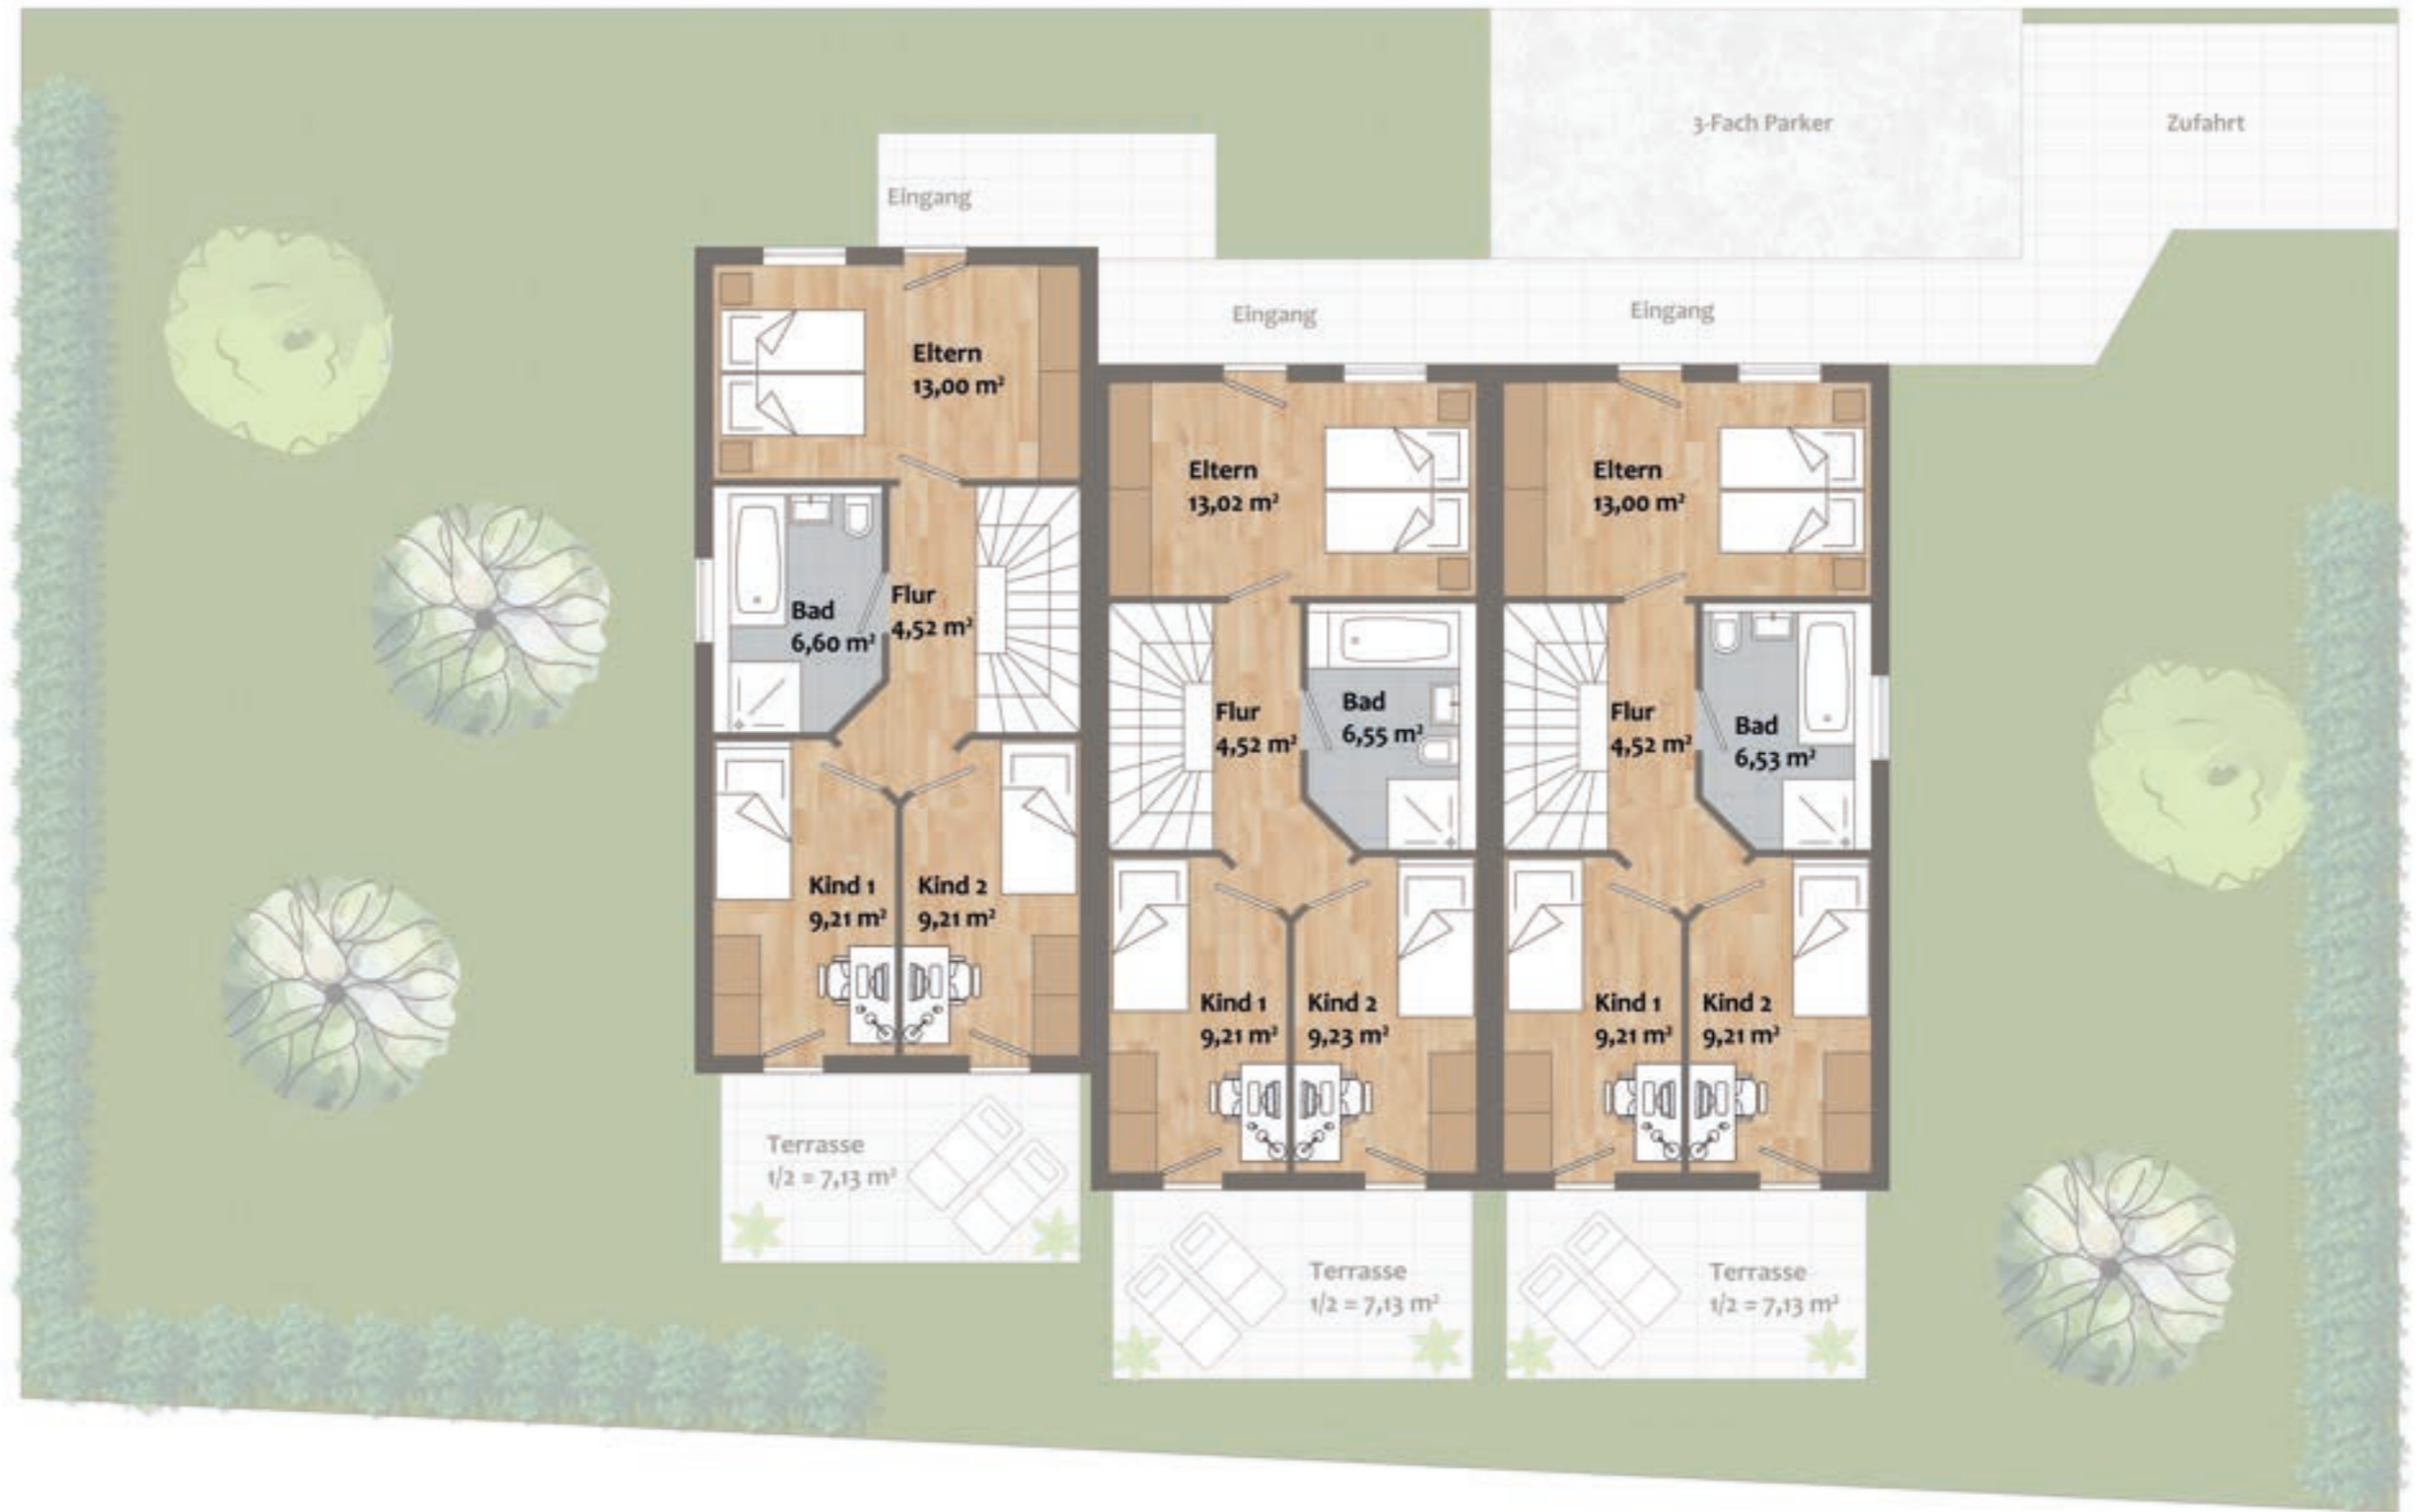 3-Fach Parker
Zufahrt
Eingang
Eingang
Eingang
Eltern
13,00 m²
Bad
6,60 m²
Flur
4,52 m²
Kind 1
9,21 m²
Kind 2
9,21 m²
Terrasse
1/2 = 7,13 m²
Eltern
13,02 m²
Flur
4,52 m²
Bad
6,55 m²
Kind 1
9,21 m²
Kind 2
9,23 m²
Terrasse
1/2 = 7,13 m²
Eltern
13,00 m²
Flur
4,52 m²
Bad
6,53 m²
Kind 1
9,21 m²
Kind 2
9,21 m²
Terrasse
1/2 = 7,13 m²